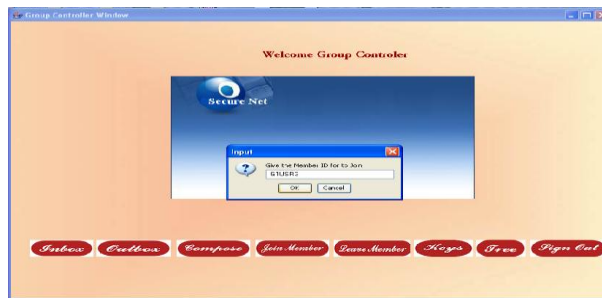 Group Controller Window
Welcome Group Controler
Secure Net
Input
Give the Member ID for to Join
OK Cancel
Inbox Outbox Compose Join Member Leave Member Keys Tree Sign Out